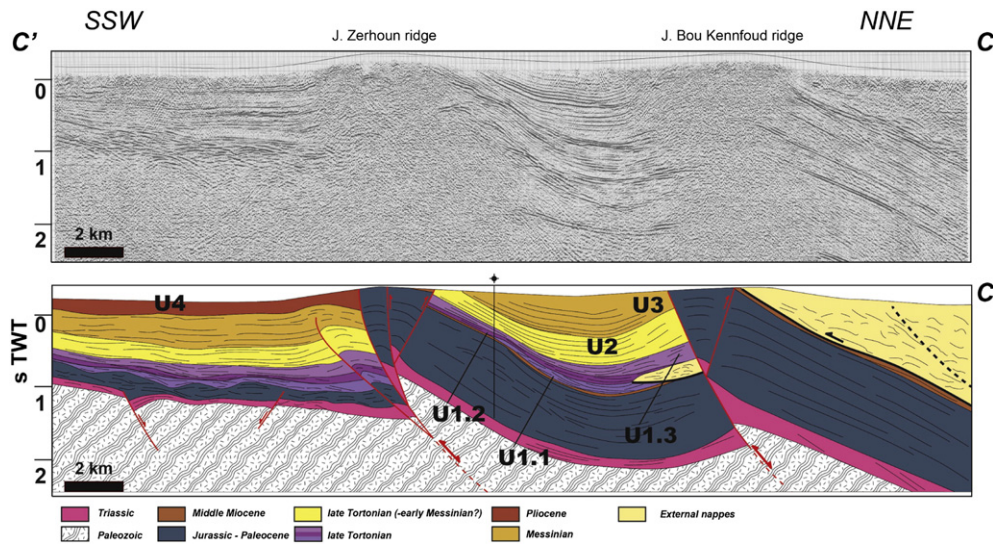 SSW NNE
C' J. Zerhoun ridge J. Bou Kennfoud ridge C
0
1
2
2 km
C
U4 U3
0
U2
s TWT
1
U1.2
U1.3
U1.1
2
2 km
Triassic Middle Miocene late Tortonian (-early Messinian?) Pliocene External nappes
Paleozoic Jurassic - Paleocene late Tortonian Messinian